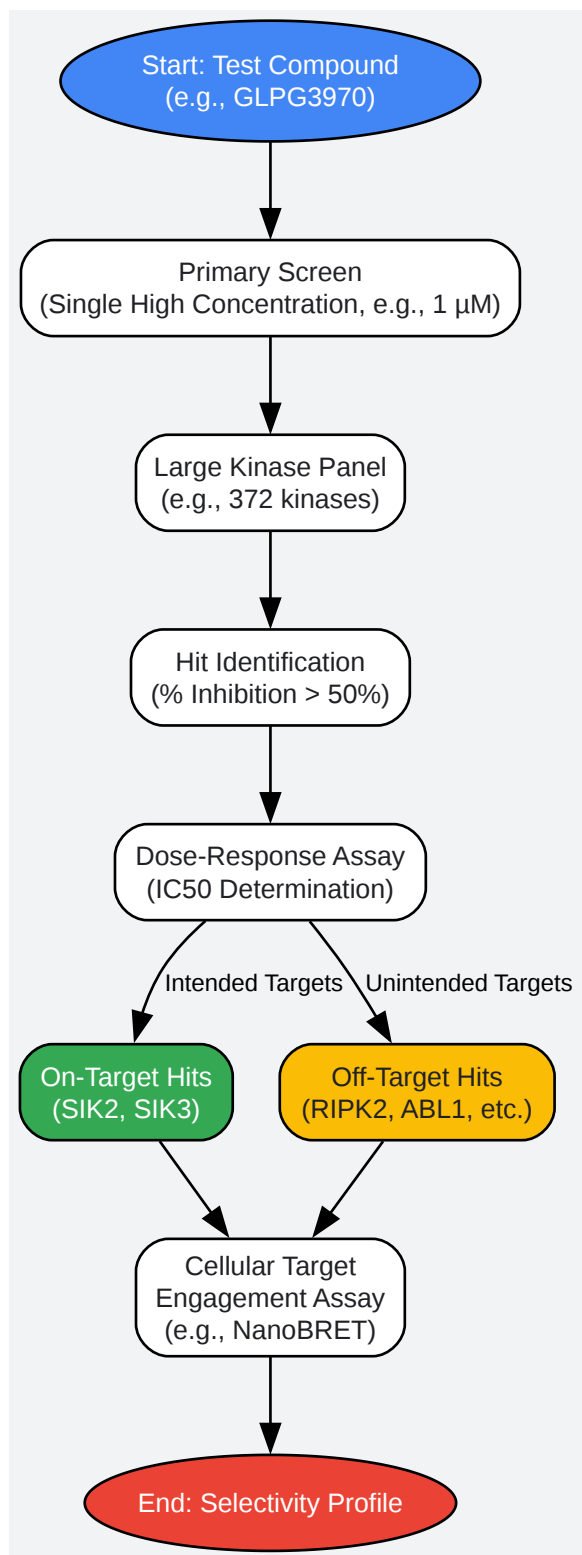 Start: Test Compound
(e.g., GLPG3970)
Primary Screen
(Single High Concentration, e.g., 1 µM)
Large Kinase Panel
(e.g., 372 kinases)
Hit Identification
(% Inhibition > 50%)
Dose-Response Assay
(IC50 Determination)
Intended Targets
Unintended Targets
On-Target Hits
(SIK2, SIK3)
Off-Target Hits
(RIPK2, ABL1, etc.)
Cellular Target
Engagement Assay
(e.g., NanoBRET)
End: Selectivity Profile